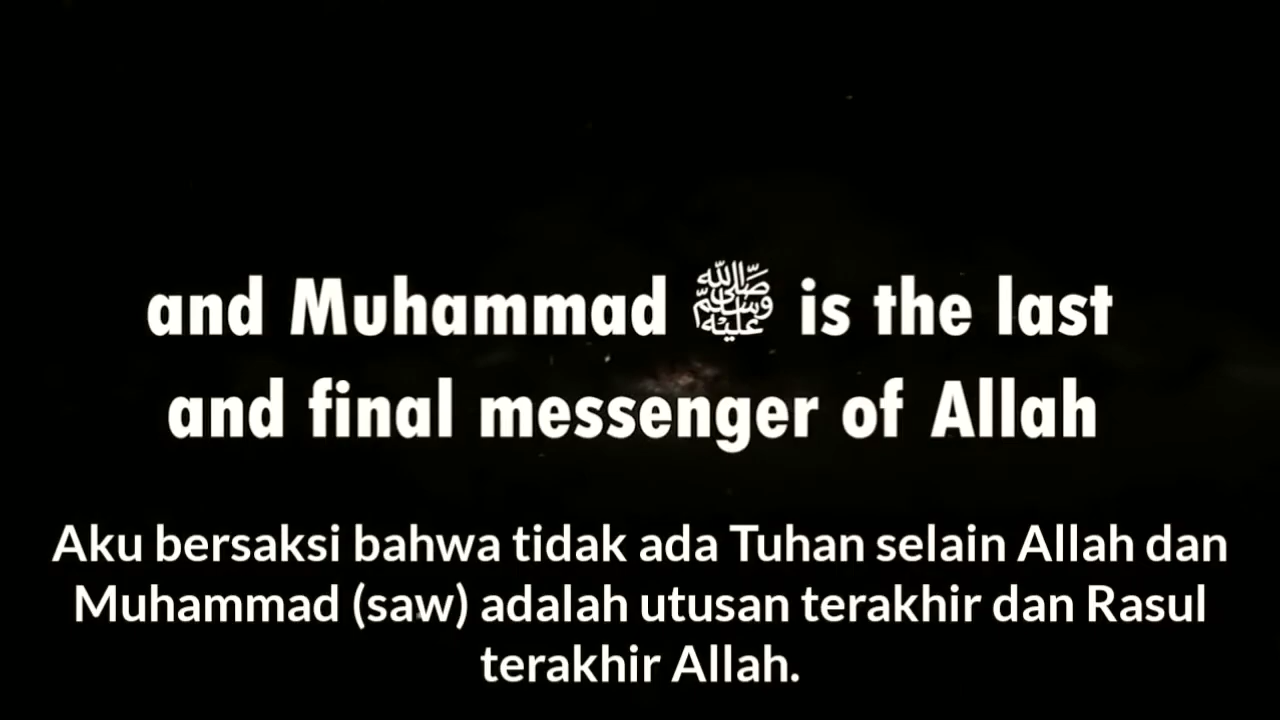 and Muhammad ﷺ is the last
and final messenger of Allah
Aku bersaksi bahwa tidak ada Tuhan selain Allah dan
Muhammad (saw) adalah utusan terakhir dan Rasul
terakhir Allah.